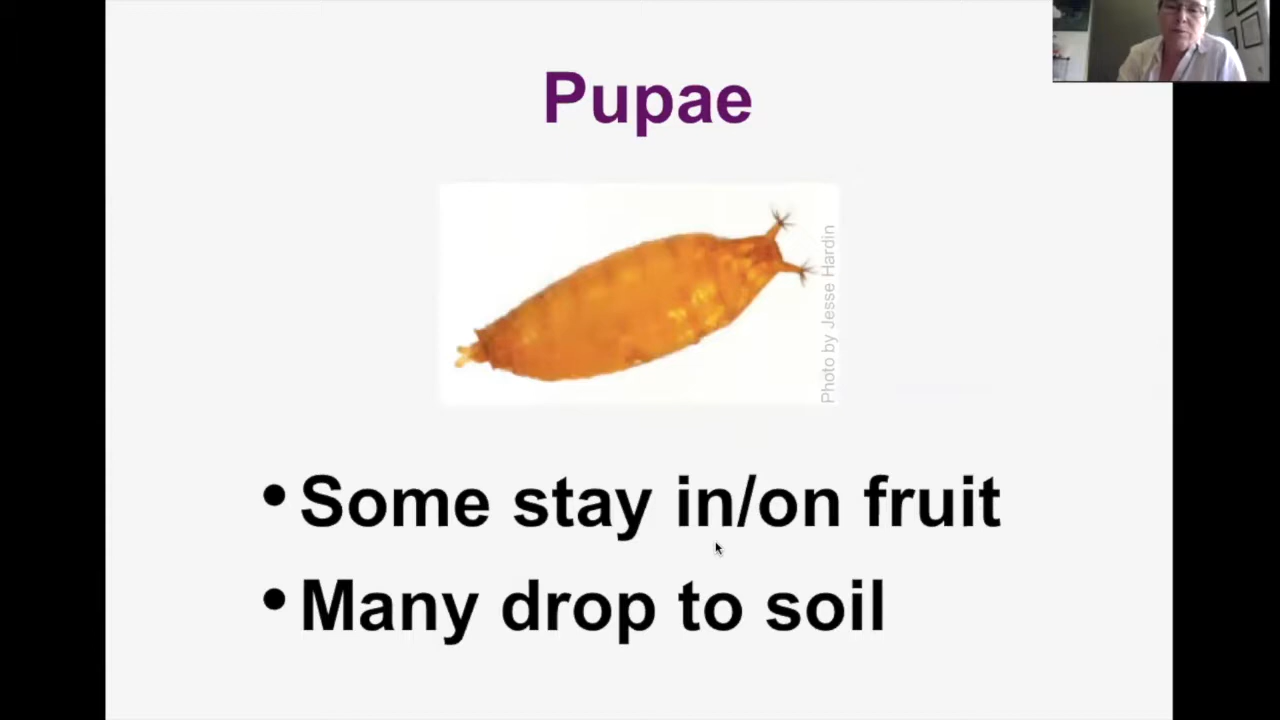 Pupae
Photo by Jesse Hardin
• Some stay in/on fruit
• Many drop to soil